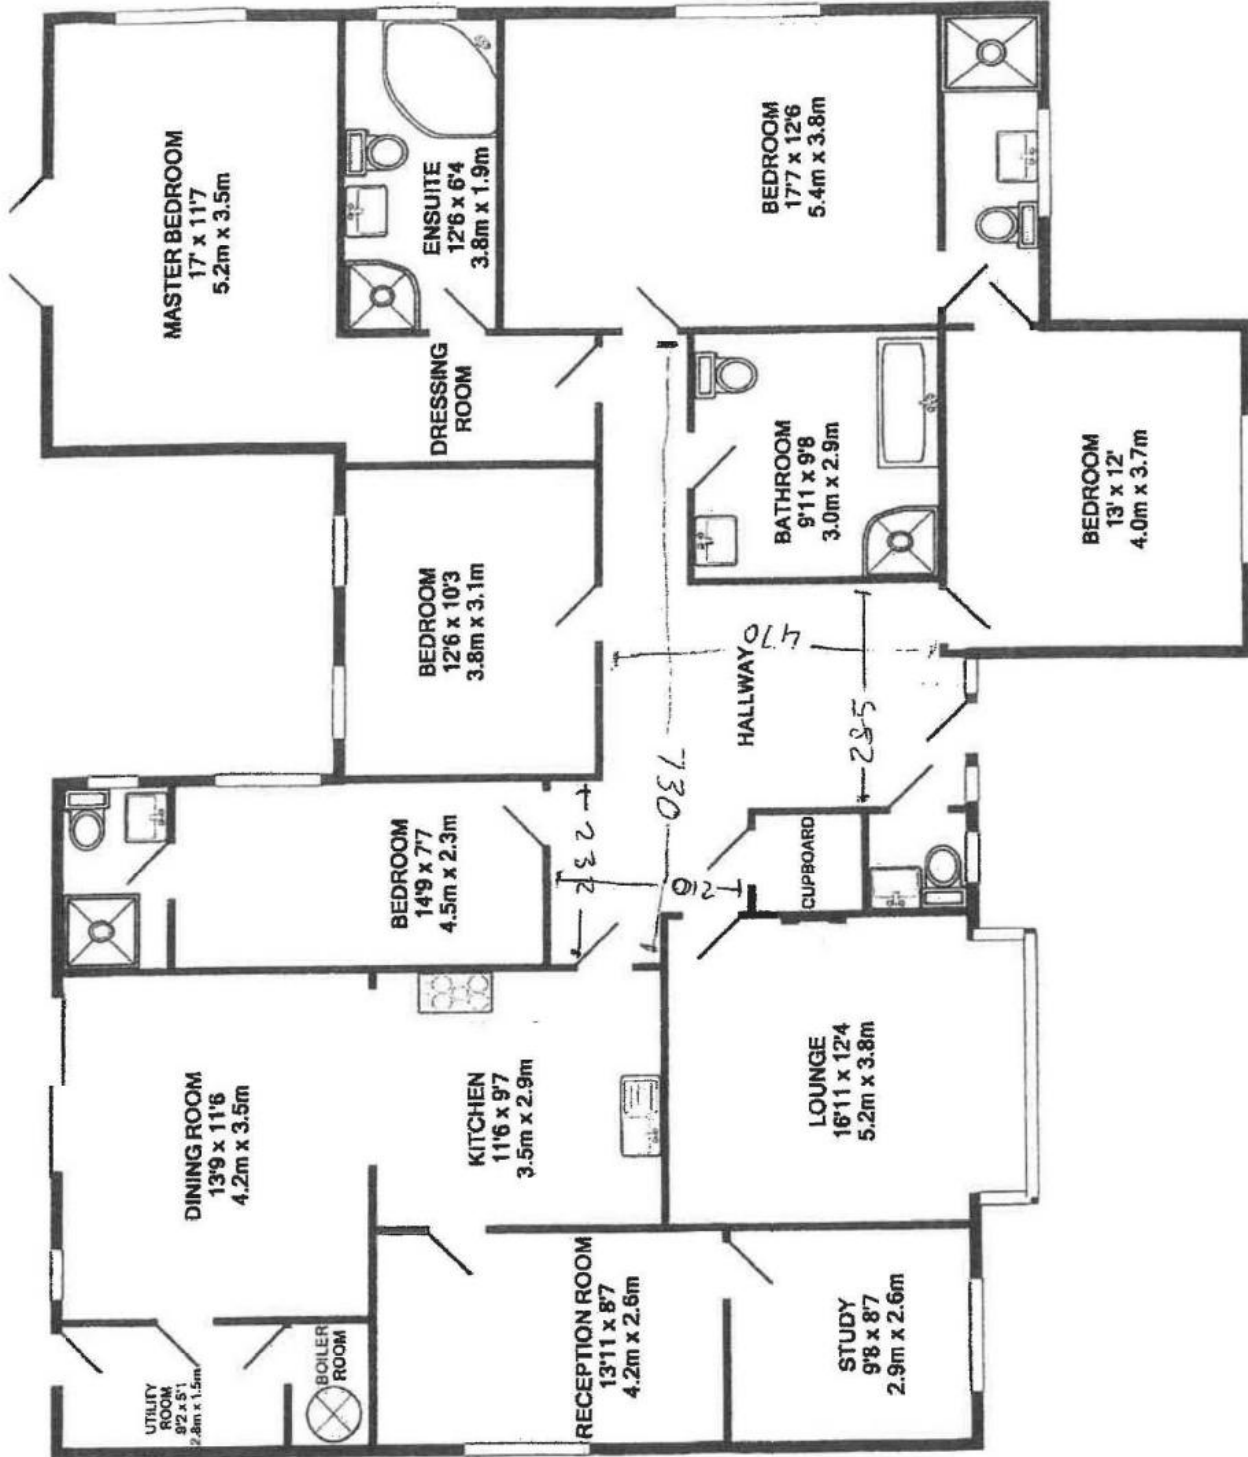 MASTER BEDROOM
17' x 11'7
5.2m x 3.5m
ENSUITE
12'6 x 6'4
3.8m x 1.9m
BEDROOM
17'7 x 12'6
5.4m x 3.8m
DRESSING
ROOM
BEDROOM
12'6 x 10'3
3.8m x 3.1m
BATHROOM
9'11 x 9'8
3.0m x 2.9m
BEDROOM
13' x 12'
4.0m x 3.7m
HALLWAY
470
582
730
232
210
BEDROOM
14'9 x 7'7
4.5m x 2.3m
CUPBOARD
DINING ROOM
13'9 x 11'6
4.2m x 3.5m
KITCHEN
11'6 x 9'7
3.5m x 2.9m
LOUNGE
16'11 x 12'4
5.2m x 3.8m
UTILITY
ROOM
9'2 x 5'1
2.8m x 1.5m
BOILER
ROOM
RECEPTION ROOM
13'11 x 8'7
4.2m x 2.6m
STUDY
9'8 x 8'7
2.9m x 2.6m